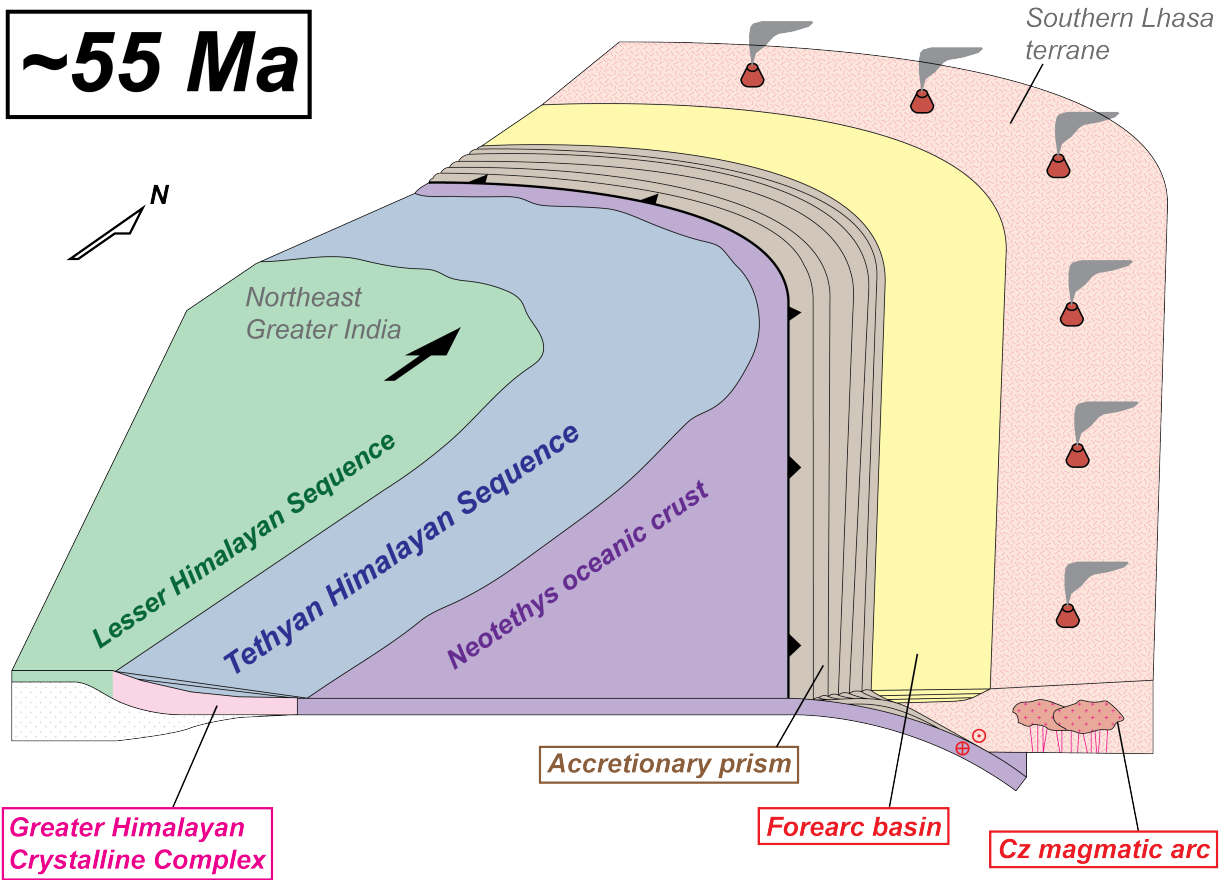 ~55 Ma
Southern Lhasa
terrane
N
Northeast
Greater India
Lesser Himalayan Sequence
Tethyan Himalayan Sequence
Neotethys oceanic crust
Accretionary prism
Greater Himalayan
Crystalline Complex
Forearc basin
Cz magmatic arc